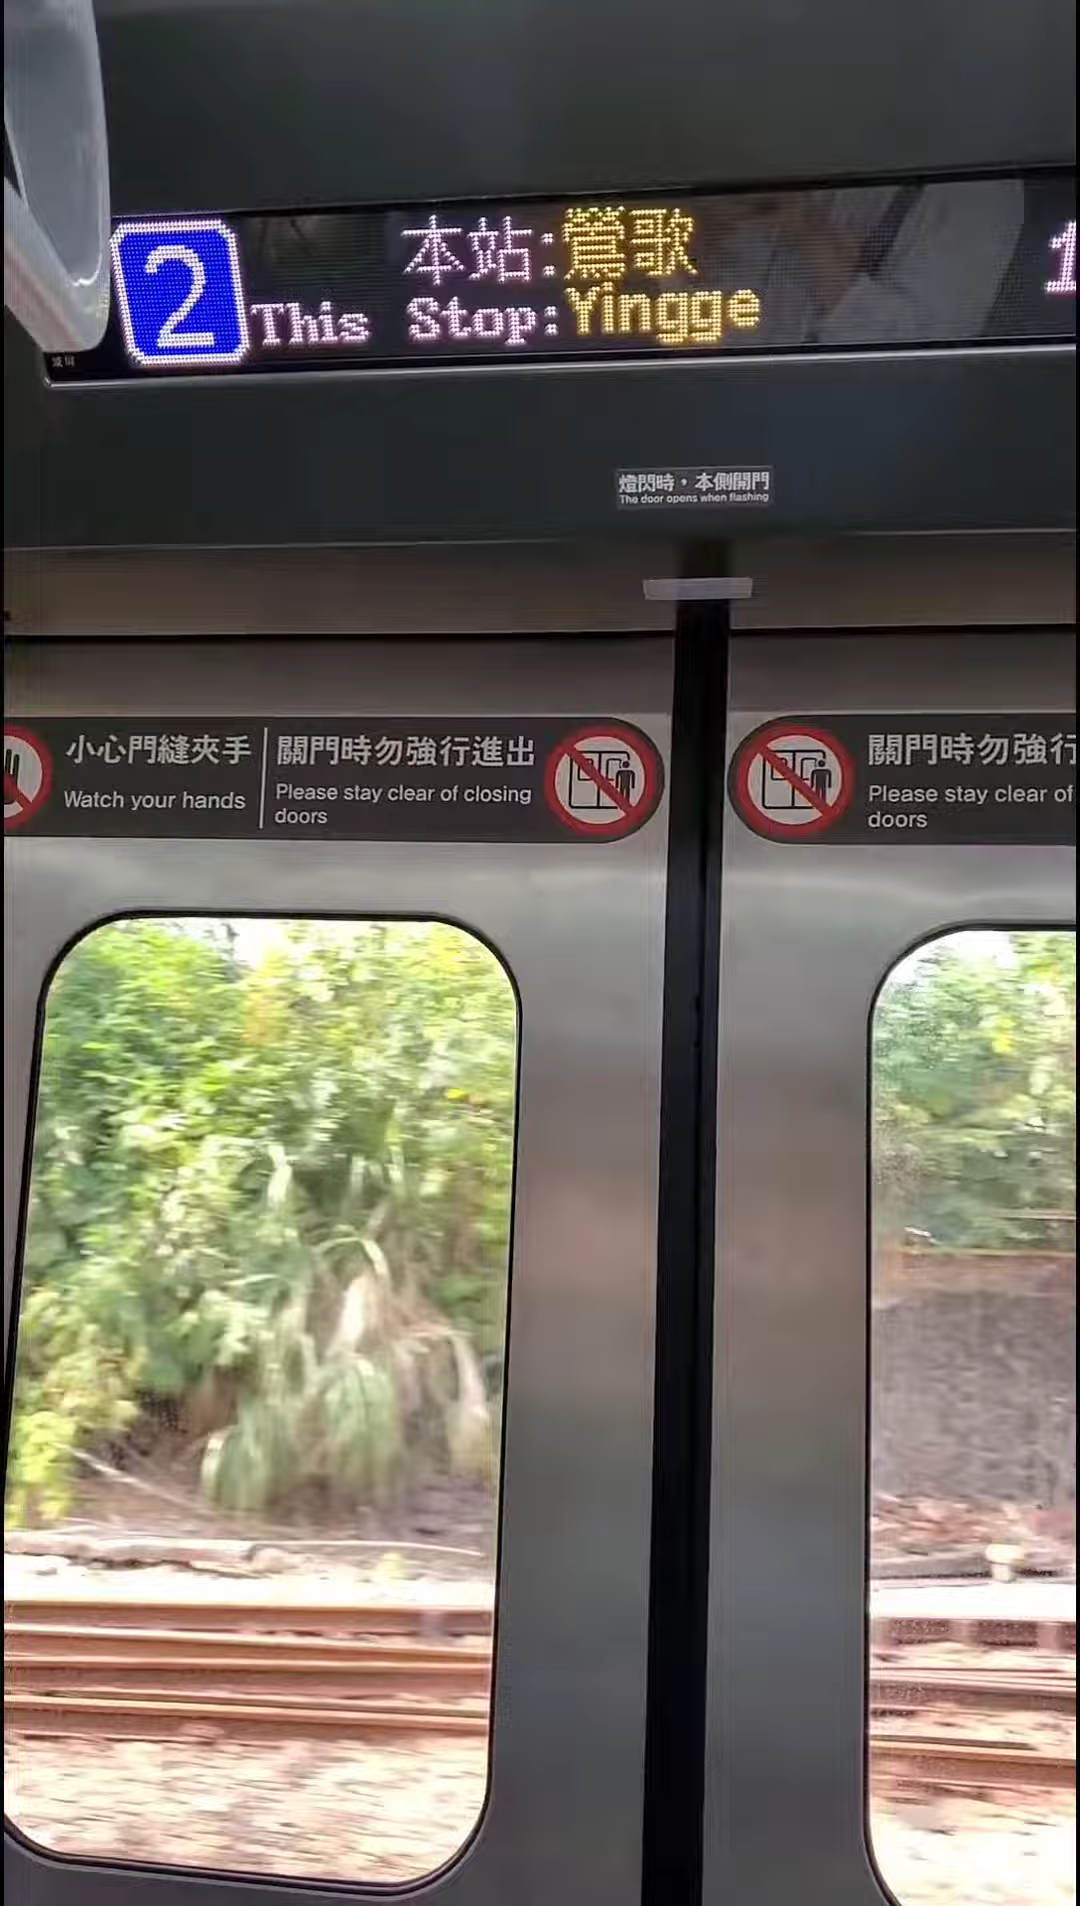 2
本站:鶯歌
This Stop:Yingge
1
燈閃時，本側開門
The door opens when flashing
小心門縫夾手
Watch your hands
關門時勿強行進出
Please stay clear of closing
doors
關門時勿強行
Please stay clear of
doors